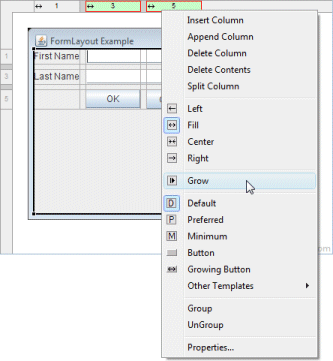 1 3 5
Insert Column
Append Column
Delete Column
Delete Contents
Split Column
FormLayout Example
1
First Name
3
Last Name
5
OK
Left
Fill
Center
Right
Grow
D Default
P Preferred
M Minimum
Button
Growing Button
Other Templates
Group
UnGroup
Properties...